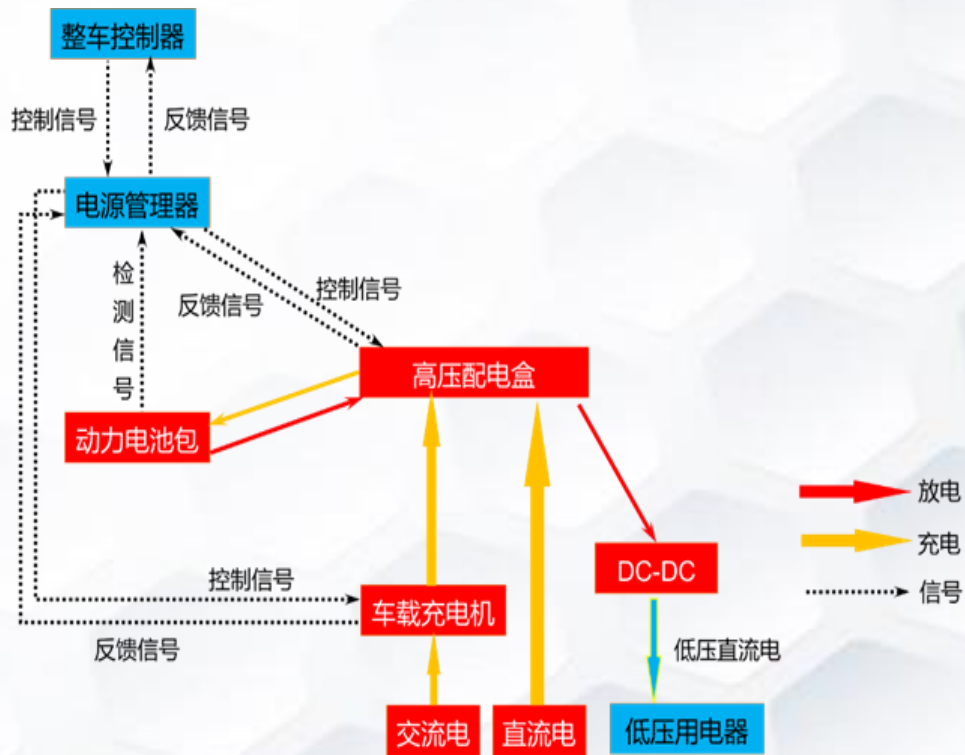 整车控制器
控制信号
反馈信号
电源管理器
检测信号
反馈信号
控制信号
高压配电盒
动力电池包
放电
充电
DC-DC
控制信号
信号
车载充电机
反馈信号
低压直流电
交流电
直流电
低压用电器